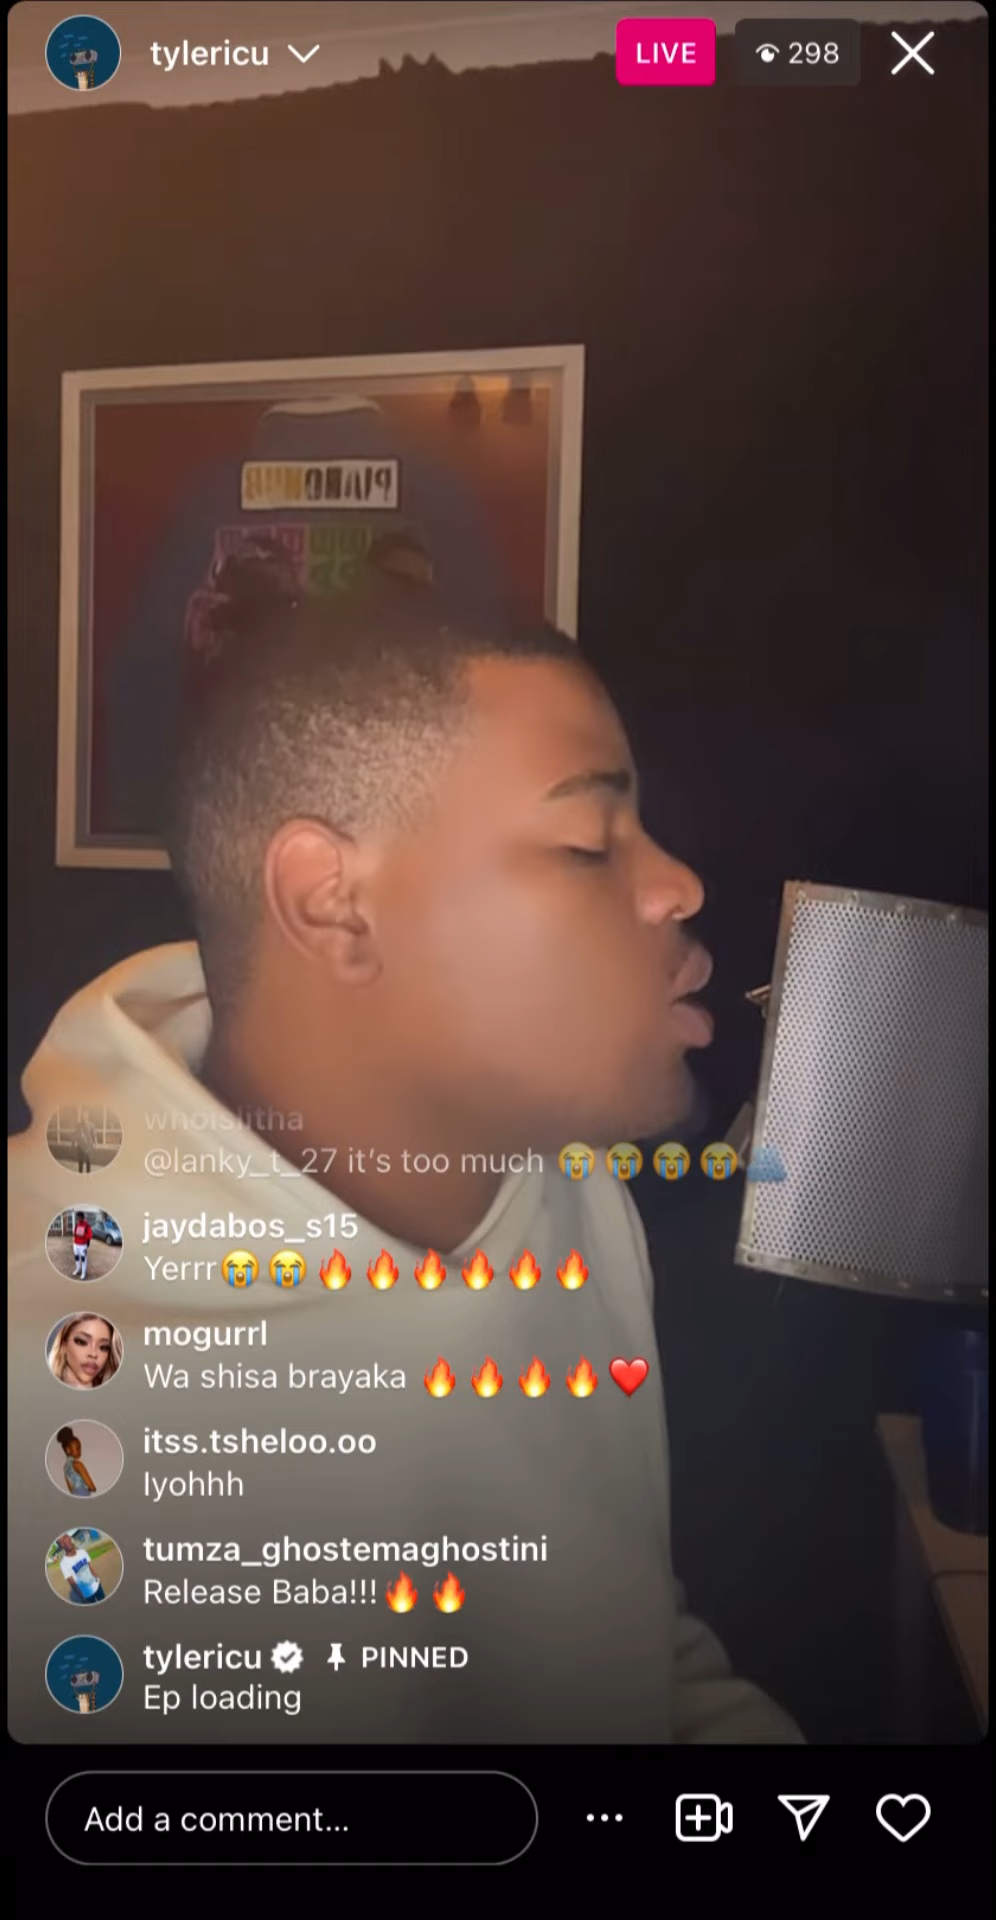 tylericu
LIVE
298
whoislitha
@lanky_t_27 it's too much 😭😭😭😭
jaydabos_s15
Yerrr😭😭🔥🔥🔥🔥🔥🔥
mogurrl
Wa shisa brayaka 🔥🔥🔥🔥❤️
itss.tsheloo.oo
Iyohhh
tumza_ghostemaghostini
Release Baba!!!🔥🔥
tylericu PINNED
Ep loading
Add a comment...